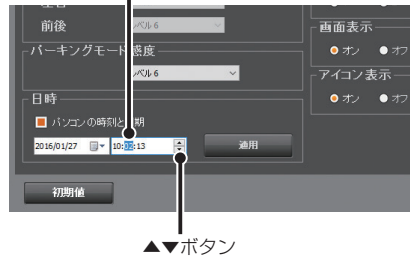 前後
レベル6
画面表示
オン
オフ
パーキングモード感度
レベル6
アイコン表示
オン
オフ
日時
パソコンの時刻と同期
2016/01/27
10:02:13
適用
初期値
▲▼ボタン